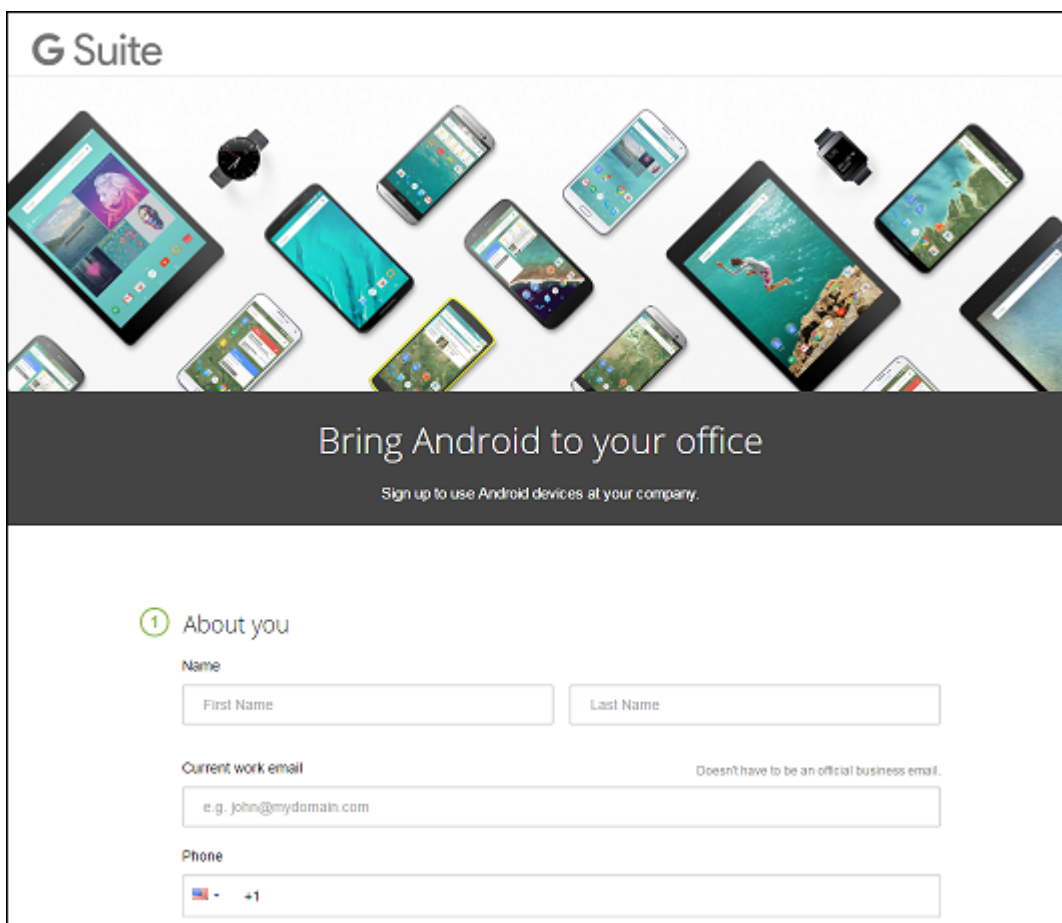 G Suite
Bring Android to your office
Sign up to use Android devices at your company.
1 About you
Name
First Name Last Name
Current work email Doesn't have to be an official business email.
e.g. john@mydomain.com
Phone
+1